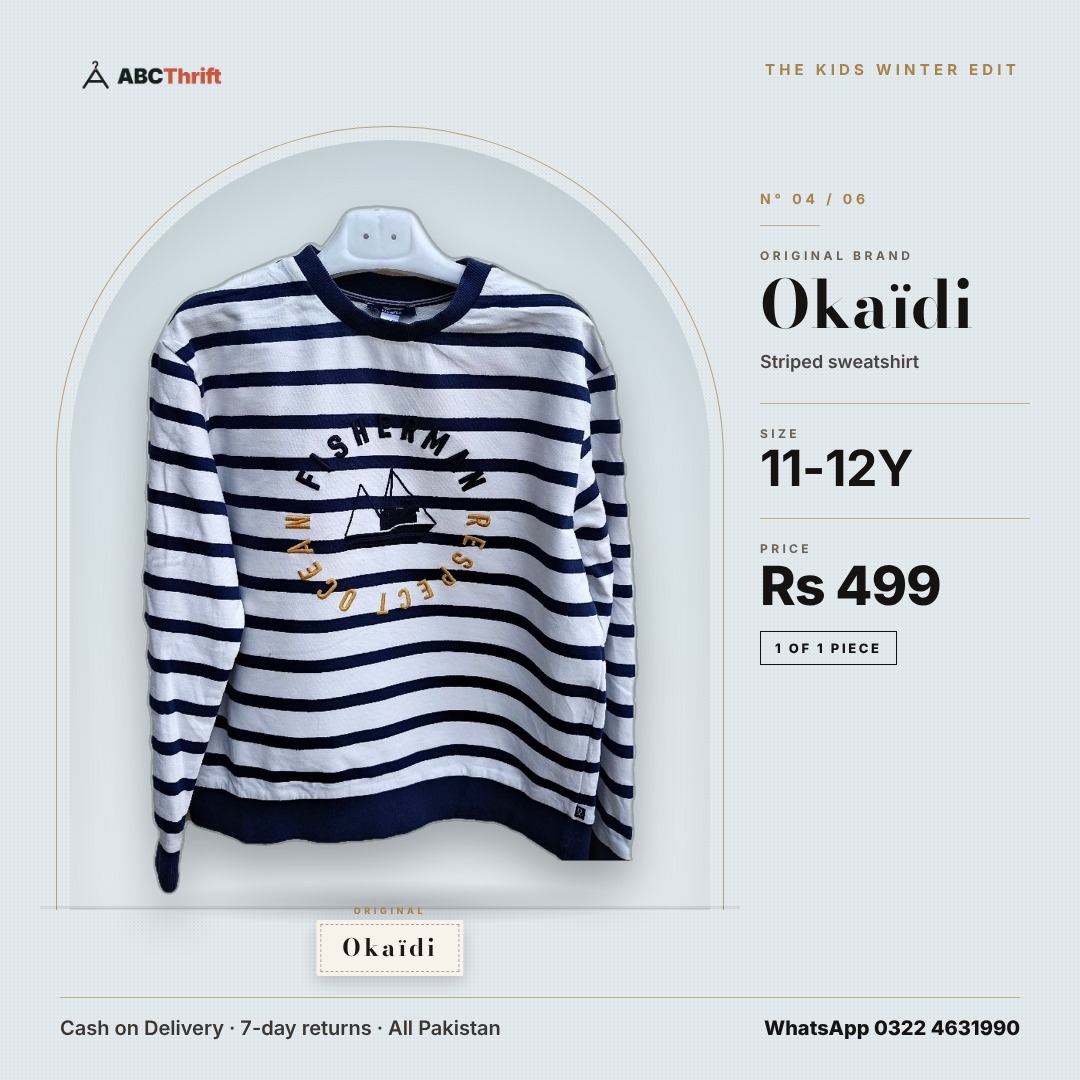 ABCThrift
THE KIDS WINTER EDIT
N° 04 / 06
ORIGINAL BRAND
Okaïdi
Striped sweatshirt
SIZE
11-12Y
PRICE
Rs 499
1 OF 1 PIECE
FISHERMAN
RESPECT OCEAN
ORIGINAL
Okaïdi
Cash on Delivery · 7-day returns · All Pakistan
WhatsApp 0322 4631990